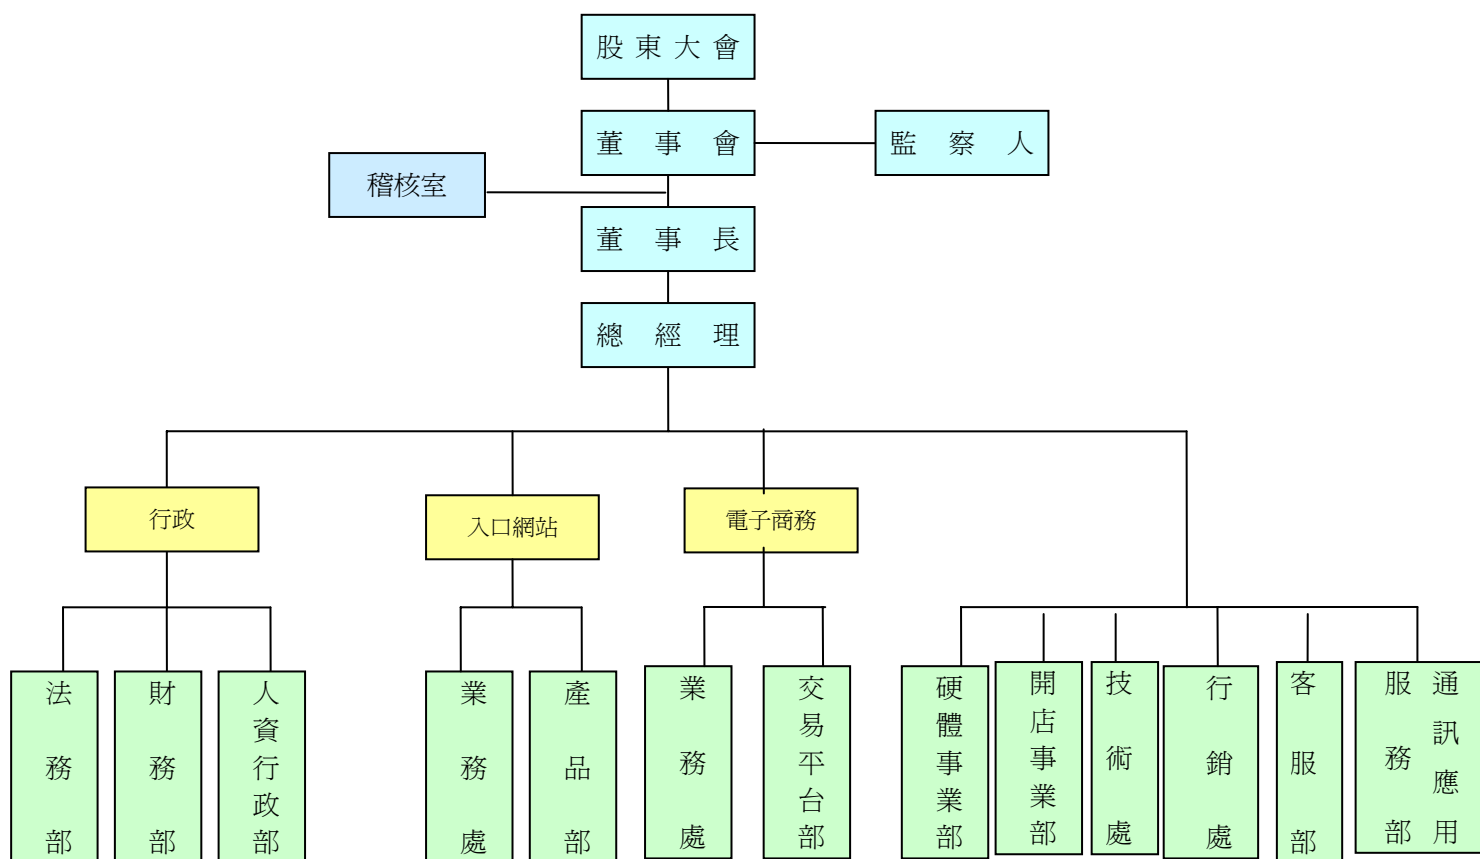 股東大會
董事會
監察人
稽核室
董事長
總經理
行政
入口網站
電子商務
法務部
財務部
人資行政部
業務處
產品部
業務處
交易平台部
硬體事業部
開店事業部
技術處
行銷處
客服部
通訊應用
服務部